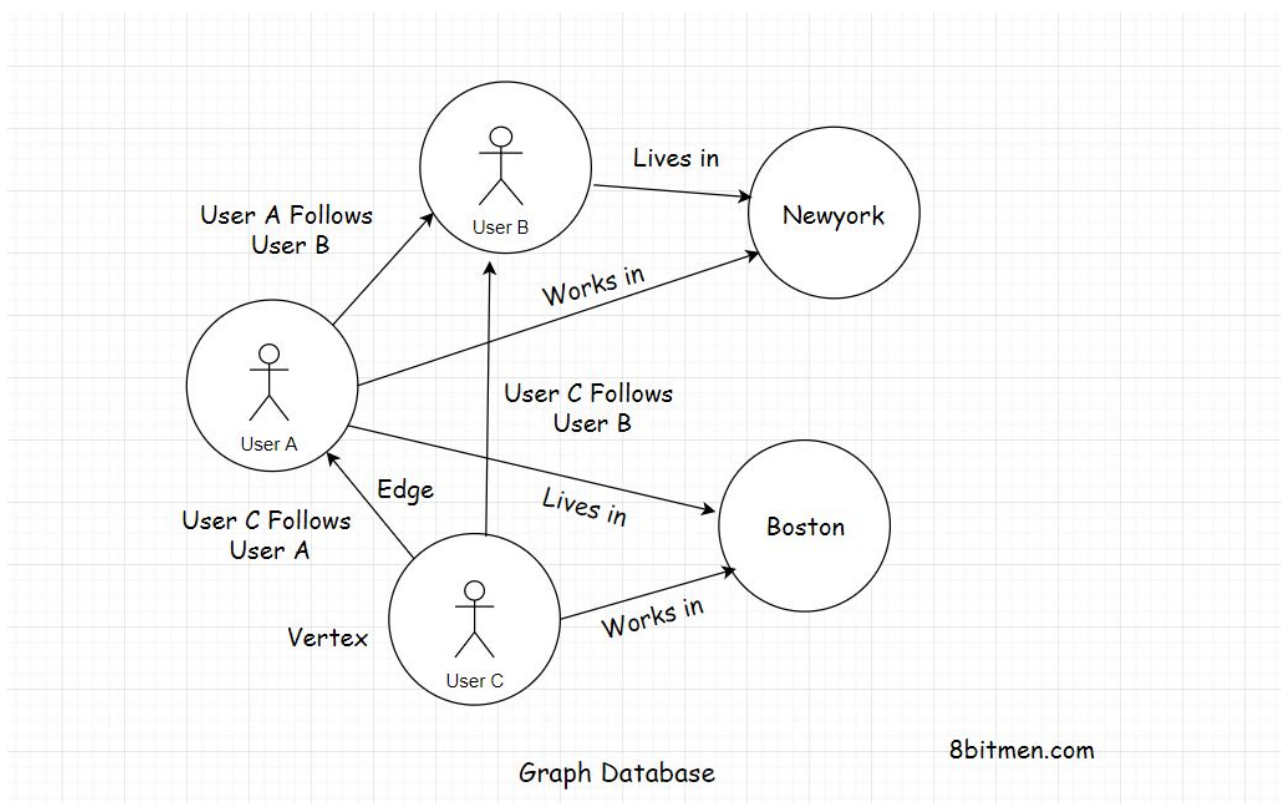 Lives in
User B
User A Follows
User B
Newyork
Works in
User C Follows
User B
User A
Edge
Lives in
User C Follows
User A
Boston
Works in
Vertex
User C
8bitmen.com
Graph Database